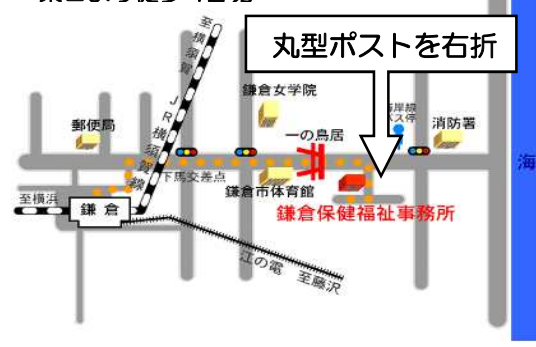 丸型ポストを右折
至横須賀
JR横須賀線
鎌倉女学院
郵便局
一の鳥居
海岸線
バス停
消防署
海
下馬交差点
鎌倉市体育館
至横浜
鎌倉
鎌倉保健福祉事務所
江の電 至藤沢